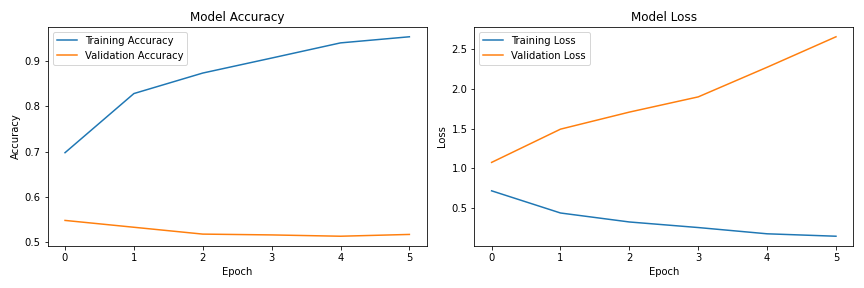 Model Accuracy
Training Accuracy
Validation Accuracy
0.9
0.8
0.7
0.6
0.5
Accuracy
0
1
2
3
4
5
Epoch
Model Loss
Training Loss
Validation Loss
2.5
2.0
1.5
1.0
0.5
Loss
0
1
2
3
4
5
Epoch